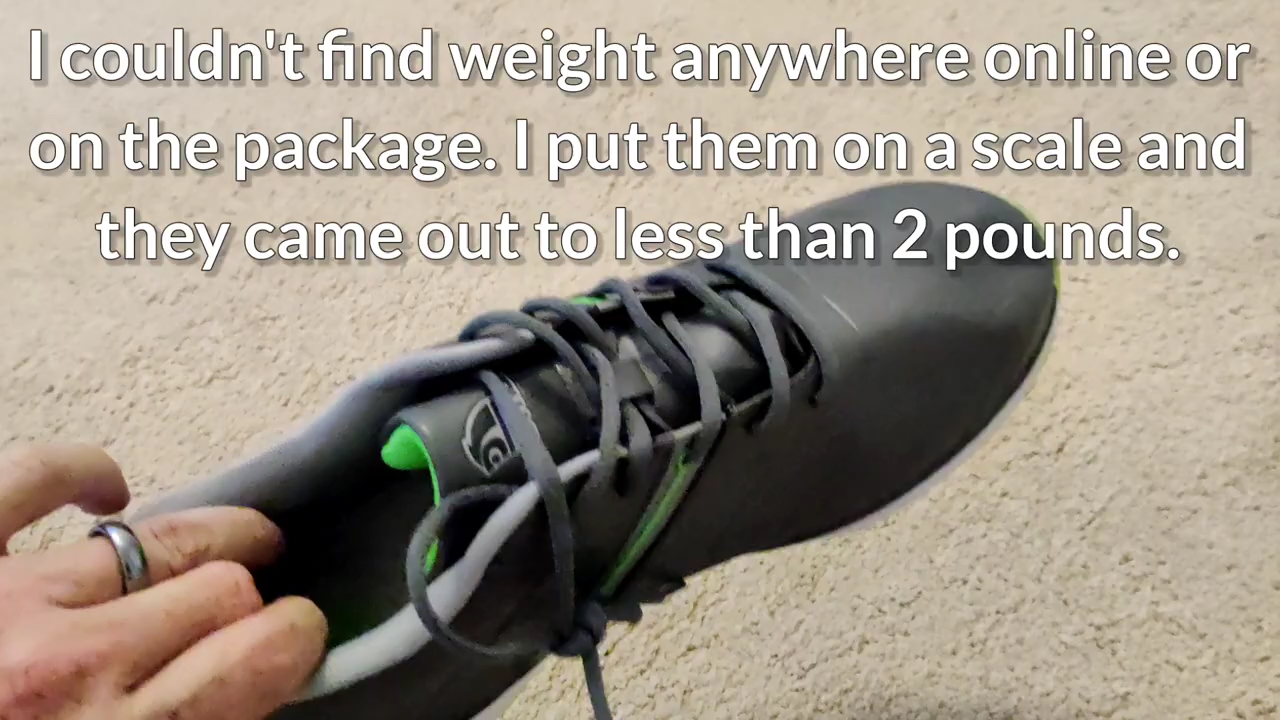 I couldn't find weight anywhere online or
on the package. I put them on a scale and
they came out to less than 2 pounds.